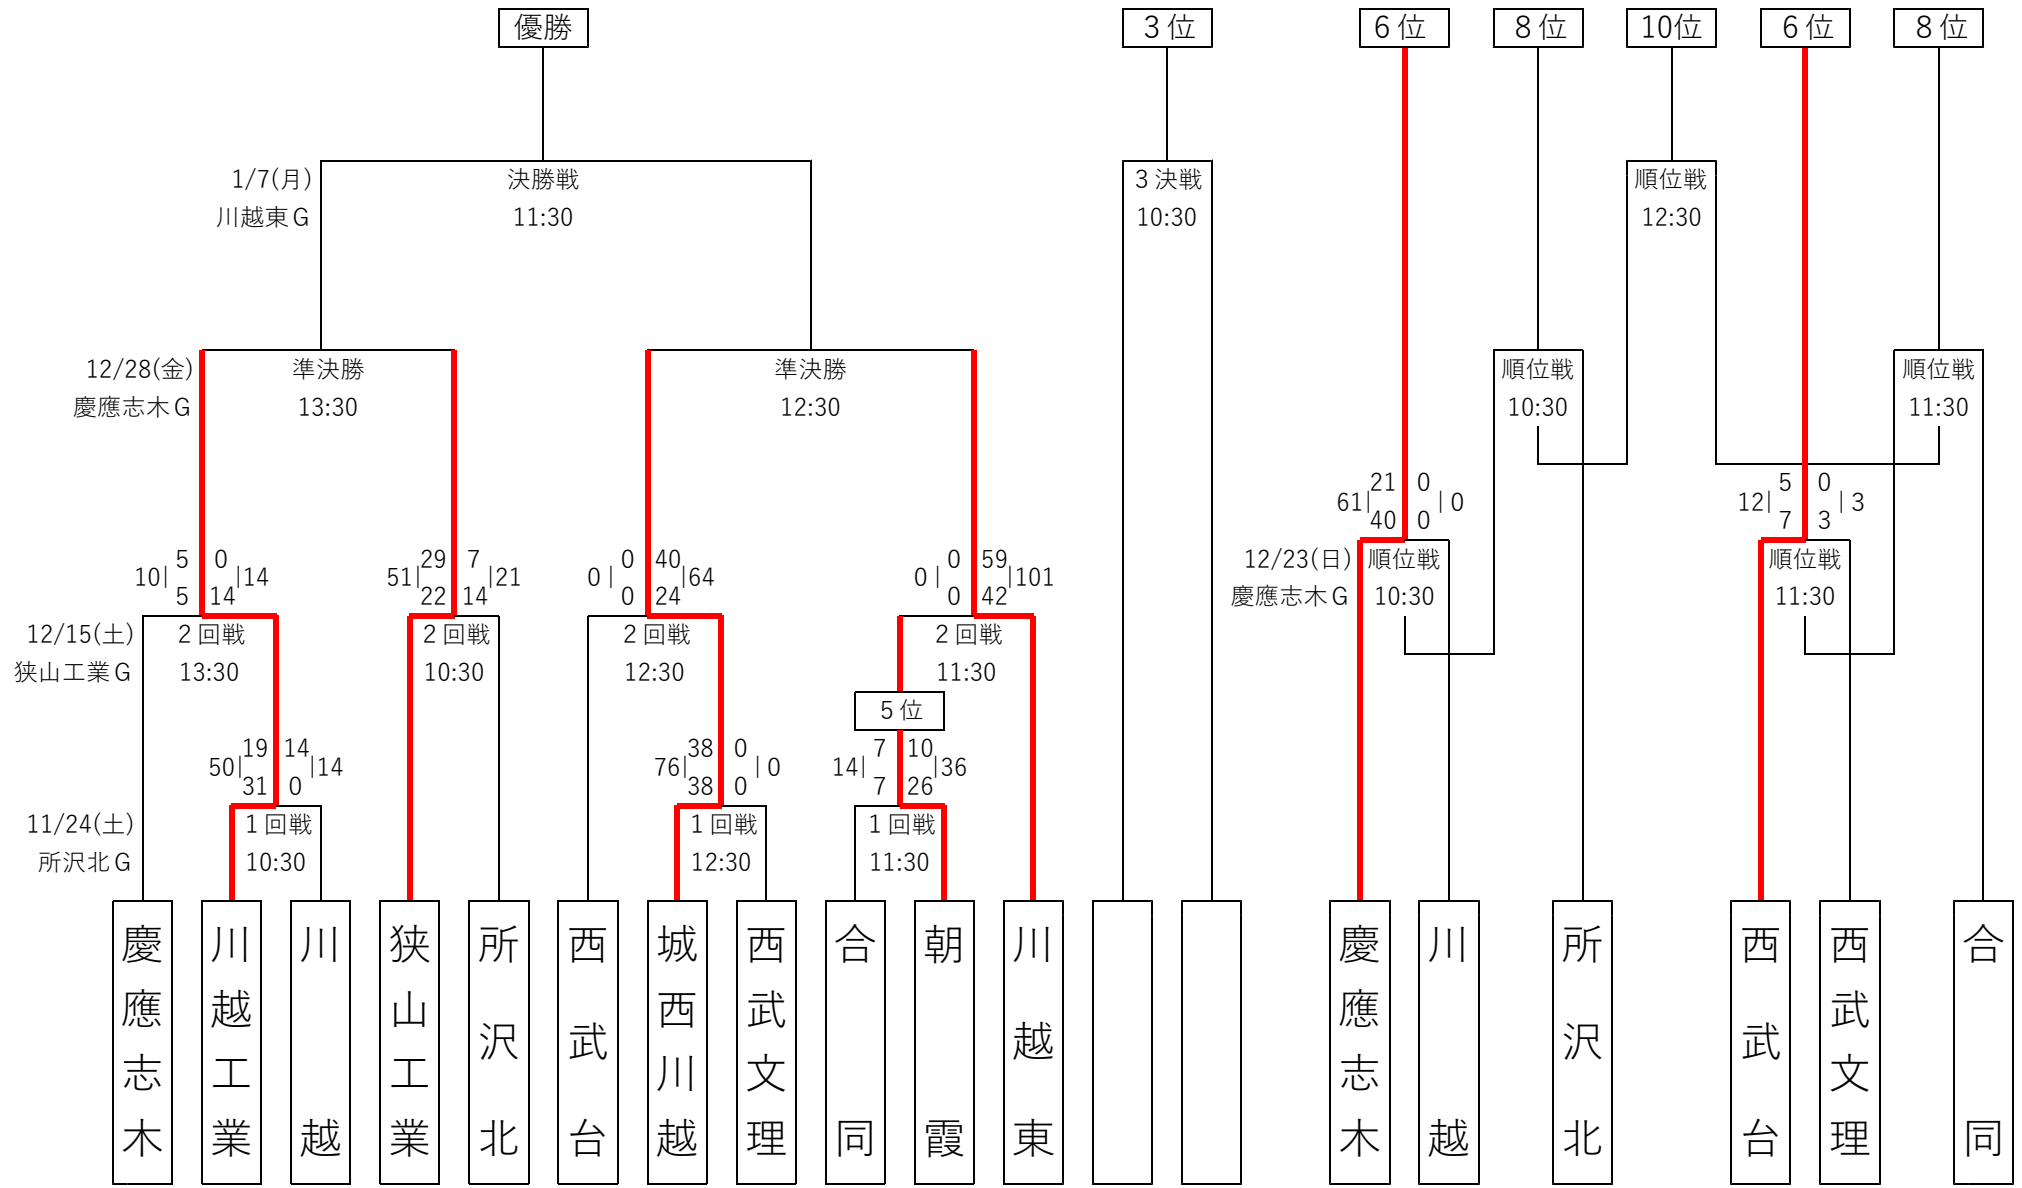 優勝
３位
６位
８位
10位
６位
８位
1/7(月)
川越東Ｇ
決勝戦
11:30
３決戦
10:30
順位戦
12:30
12/28(金)
慶應志木Ｇ
準決勝
13:30
準決勝
12:30
順位戦
10:30
順位戦
11:30
21 0
61| |0
40 0
5 0
12| |3
7 3
5 0
10| |14
5 14
29 7
51| |21
22 14
0 40
0| |64
0 24
0 59
0| |101
0 42
12/23(日)
慶應志木Ｇ
順位戦
10:30
順位戦
11:30
12/15(土)
狭山工業Ｇ
２回戦
13:30
２回戦
10:30
２回戦
12:30
２回戦
11:30
５位
19 14
50| |14
31 0
38 0
76| |0
38 0
7 10
14| |36
7 26
11/24(土)
所沢北Ｇ
１回戦
10:30
１回戦
12:30
１回戦
11:30
慶應志木
川越工業
川越
狭山工業
所沢北
西武台
城西川越
西武文理
合同
朝霞
川越東
慶應志木
川越
所沢北
西武台
西武文理
合同